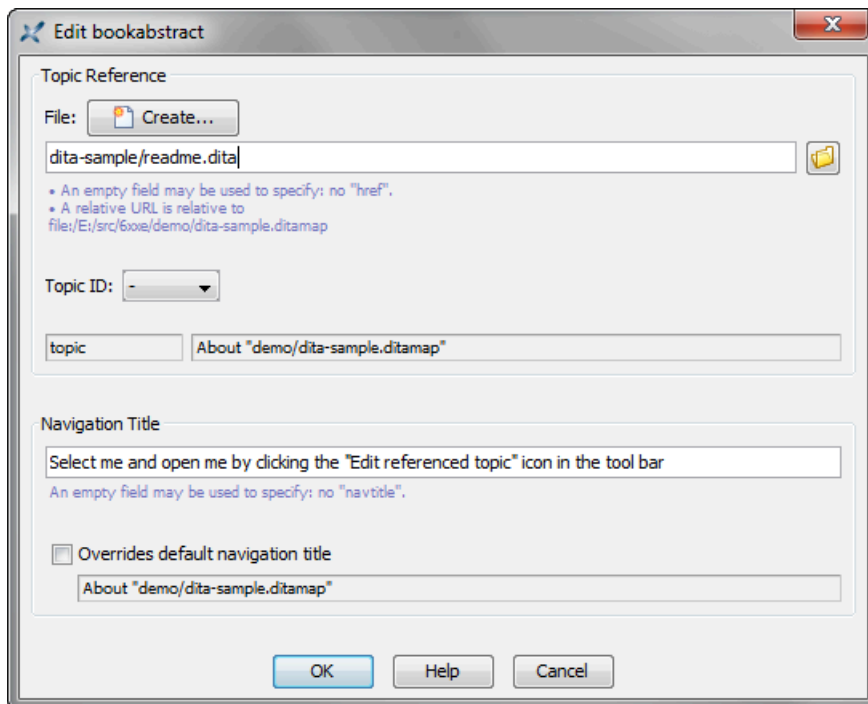 Edit bookabstract
Topic Reference
File: Create...
dita-sample/readme.dita
• An empty field may be used to specify: no "href".
• A relative URL is relative to
file:/E:/src/6xxe/demo/dita-sample.ditamap
Topic ID: -
topic About "demo/dita-sample.ditamap"
Navigation Title
Select me and open me by clicking the "Edit referenced topic" icon in the tool bar
An empty field may be used to specify: no "navtitle".
Overrides default navigation title
About "demo/dita-sample.ditamap"
OK Help Cancel